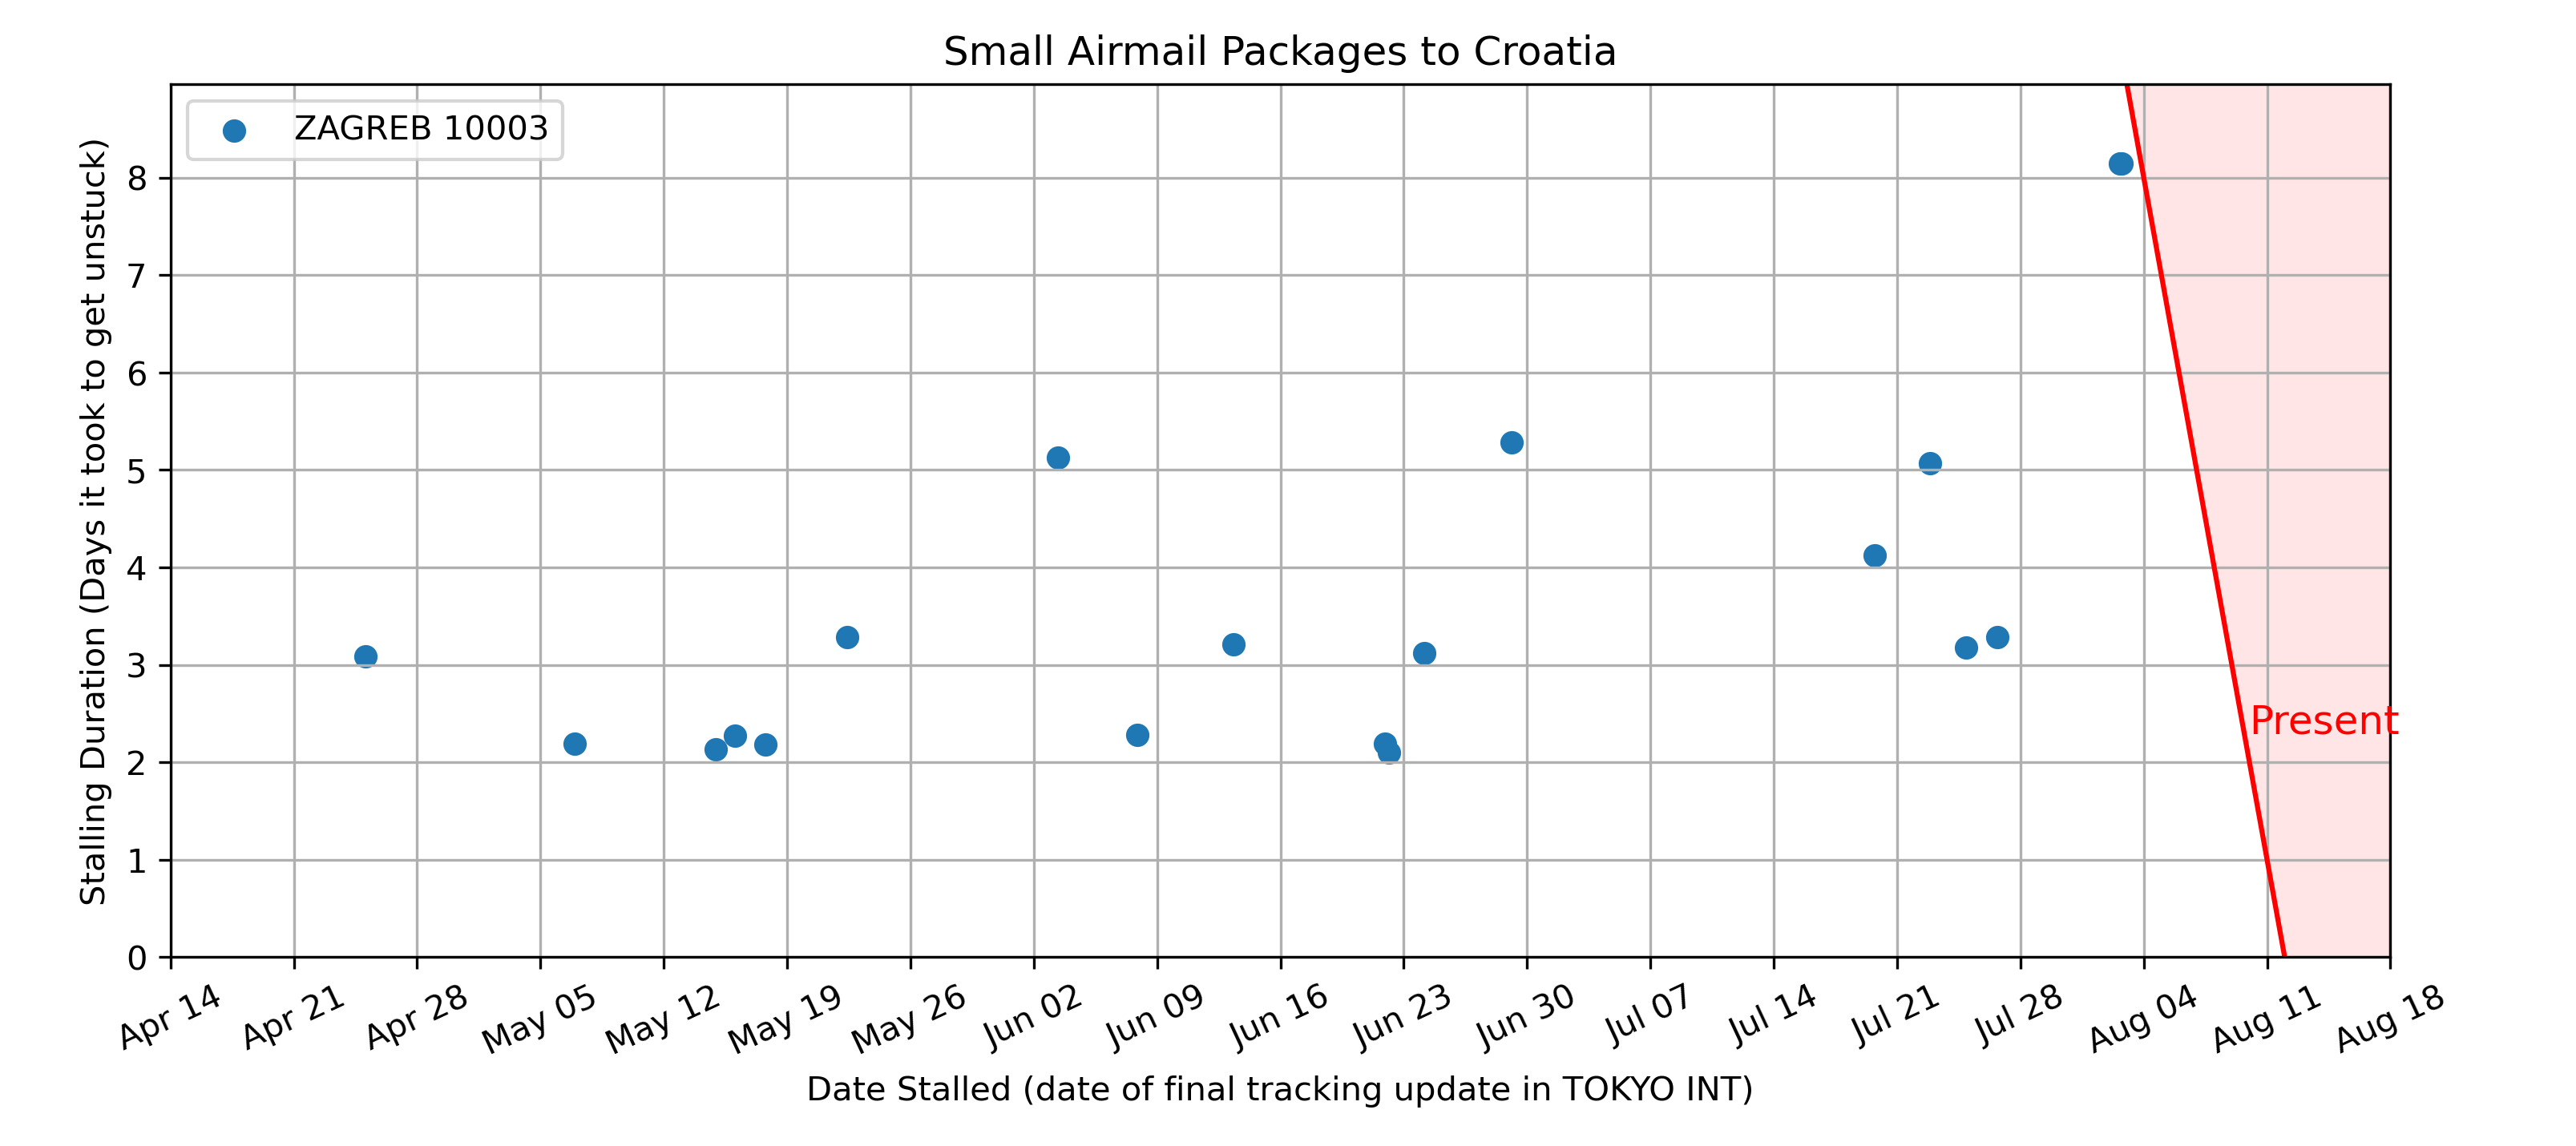 Small Airmail Packages to Croatia
ZAGREB 10003
Stalling Duration (Days it took to get unstuck)
8
7
6
5
4
3
2
1
0
Present
Apr 14
Apr 21
Apr 28
May 05
May 12
May 19
May 26
Jun 02
Jun 09
Jun 16
Jun 23
Jun 30
Jul 07
Jul 14
Jul 21
Jul 28
Aug 04
Aug 11
Aug 18
Date Stalled (date of final tracking update in TOKYO INT)